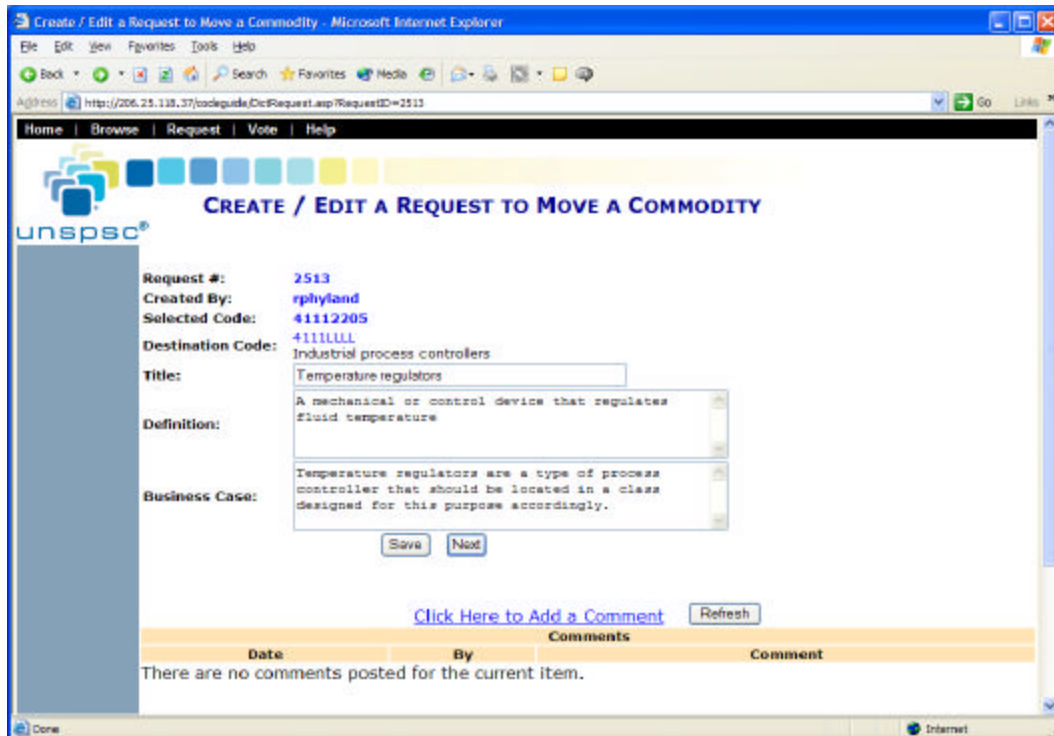 Create / Edit a Request to Move a Commodity - Microsoft Internet Explorer
File Edit View Favorites Tools Help
Back Search Favorites Media
Address http://206.25.118.37/codeguide/DictRequest.asp?RequestID=2513 Go Links
Home | Browse | Request | Vote | Help
CREATE / EDIT A REQUEST TO MOVE A COMMODITY
unspsc®
Request #: 2513
Created By: rphyland
Selected Code: 41112205
Destination Code: 4111LLLL
Industrial process controllers
Title: Temperature regulators
Definition: A mechanical or control device that regulates
fluid temperature
Business Case: Temperature regulators are a type of process
controller that should be located in a class
designed for this purpose accordingly.
Save Next
Click Here to Add a Comment Refresh
Comments
Date By Comment
There are no comments posted for the current item.
Done Internet